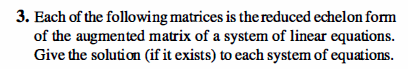 3. Each of the following matrices is the reduced echelon form
of the augmented matrix of a system of linear equations.
Give the solution (if it exists) to each system of equations.